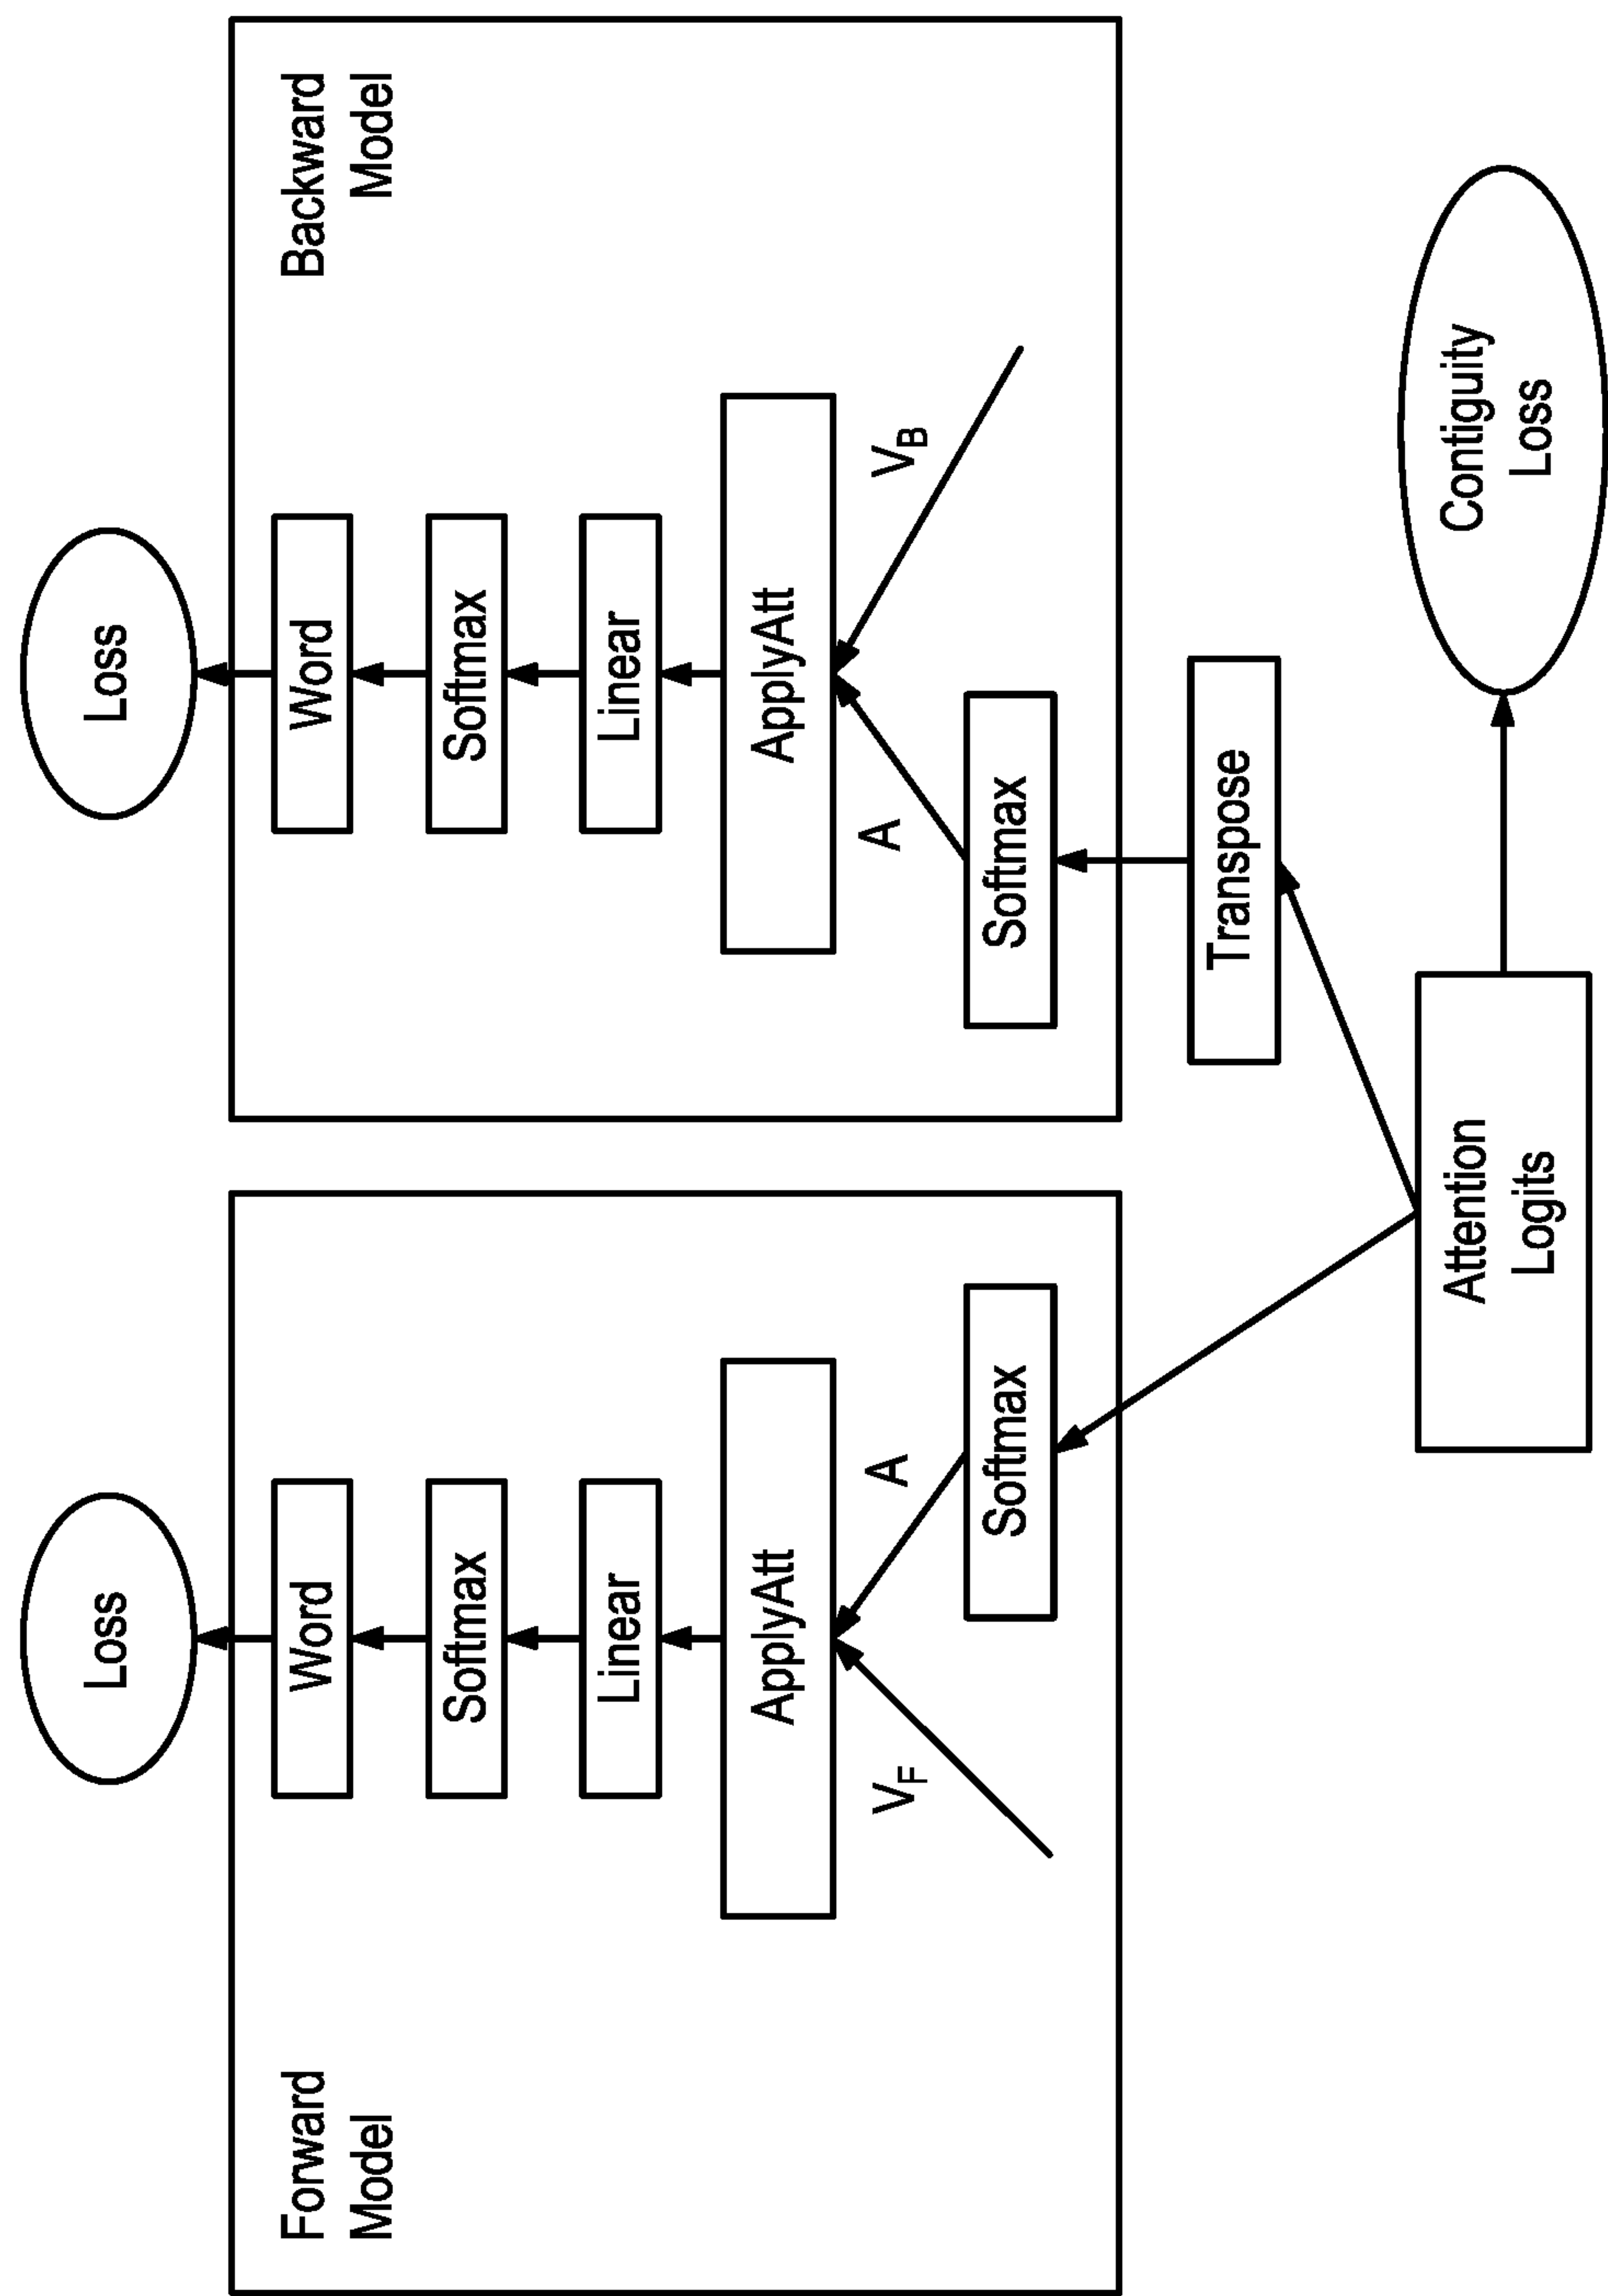 Loss
Loss
Forward
Model
Backward
Model
Word
Word
Softmax
Softmax
Linear
Linear
ApplyAtt
ApplyAtt
V_F
A
A
V_B
Softmax
Softmax
Transpose
Attention
Logits
Contiguity
Loss